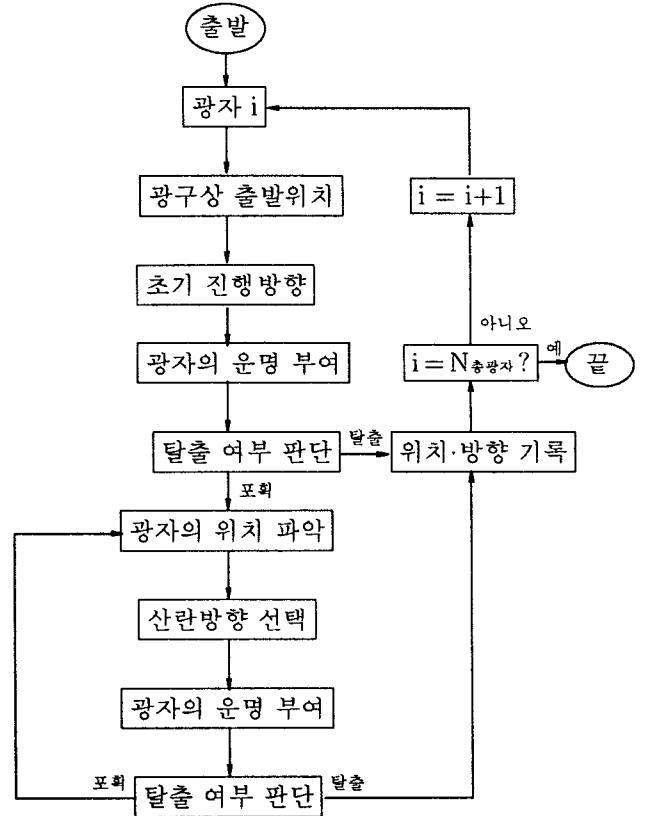 출발
광자 i
광구상 출발위치
i = i+1
초기 진행방향
아니오
광자의 운명 부여
i = N총광자 ?
예
끝
탈출 여부 판단
탈출
위치·방향 기록
포획
광자의 위치 파악
산란방향 선택
광자의 운명 부여
포획
탈출 여부 판단
탈출